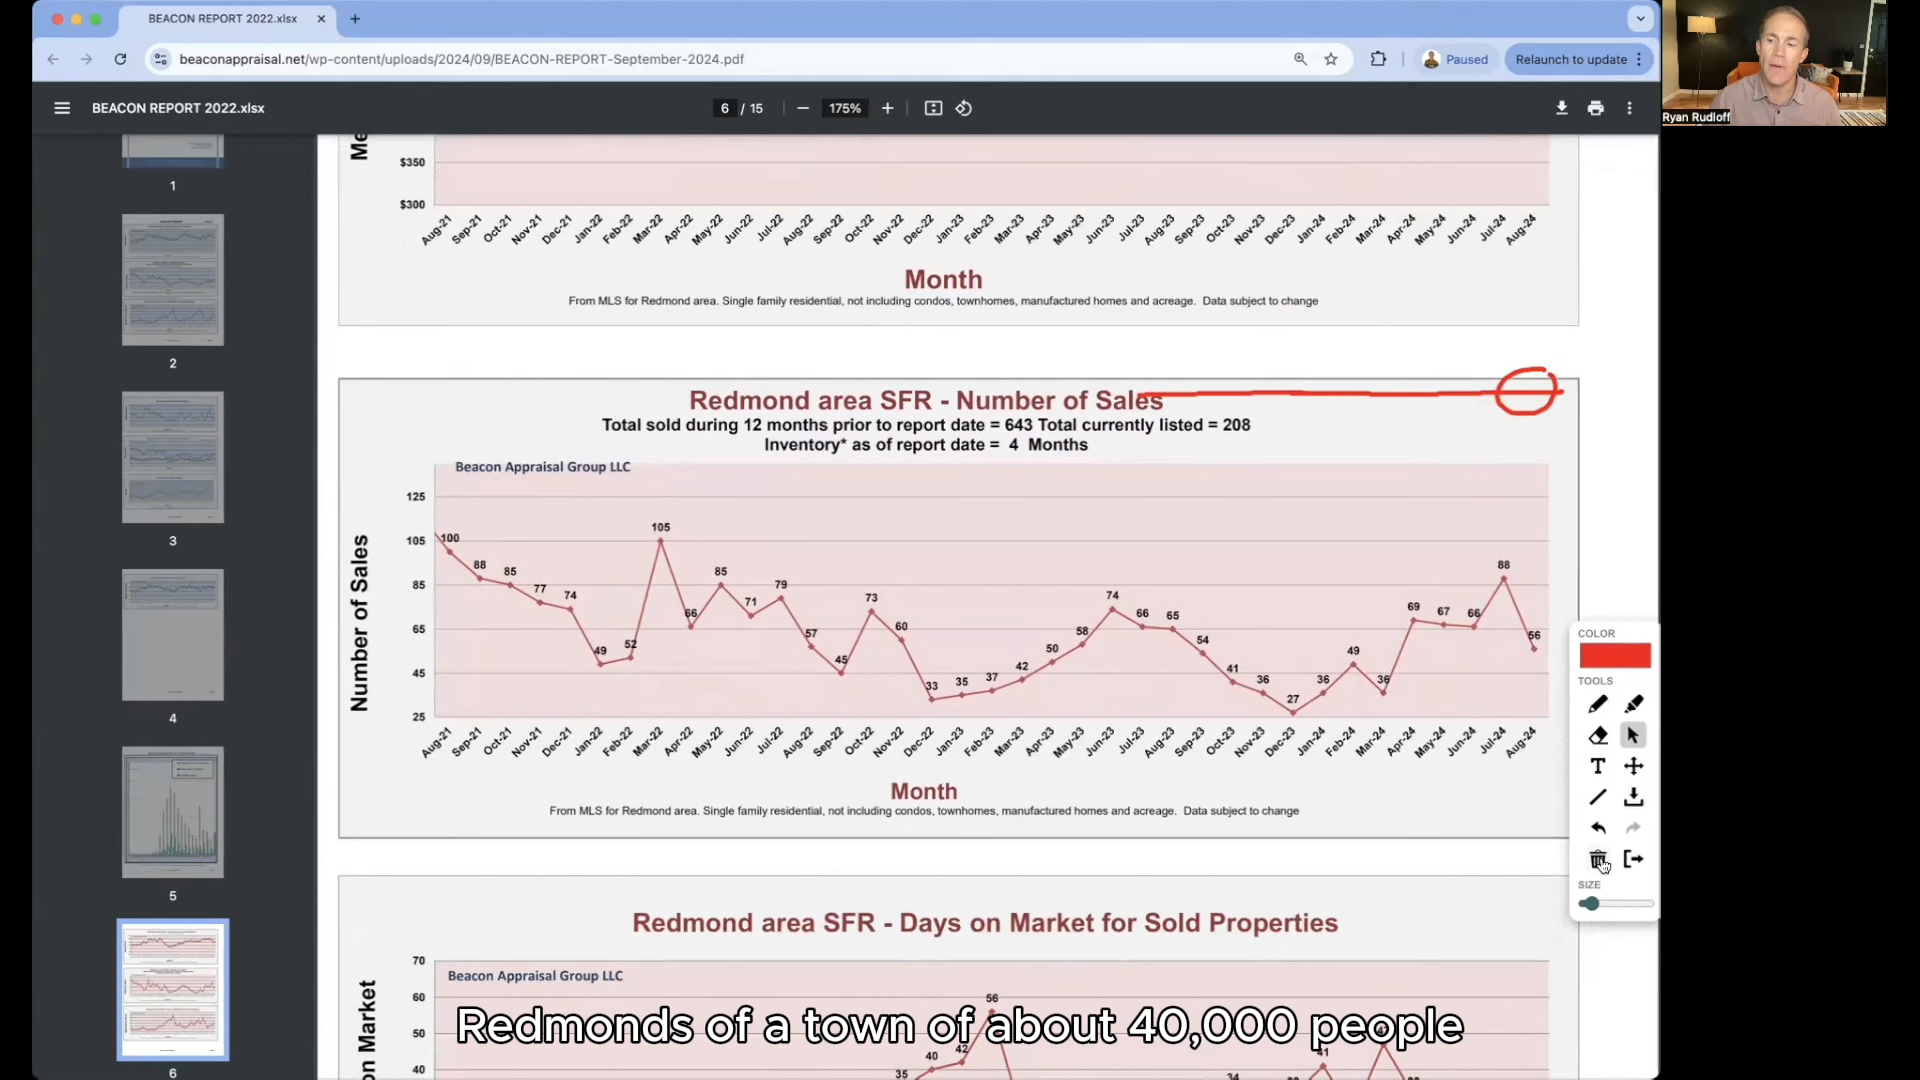 BEACON REPORT 2022.xlsx
beaconappraisal.net/wp-content/uploads/2024/09/BEACON-REPORT-September-2024.pdf
Paused
Relaunch to update
BEACON REPORT 2022.xlsx
6 / 15
175%
Ryan Rudloff
1
2
3
4
5
6
$350
$300
Aug-21 Sep-21 Oct-21 Nov-21 Dec-21 Jan-22 Feb-22 Mar-22 Apr-22 May-22 Jun-22 Jul-22 Aug-22 Sep-22 Oct-22 Nov-22 Dec-22 Jan-23 Feb-23 Mar-23 Apr-23 May-23 Jun-23 Jul-23 Aug-23 Sep-23 Oct-23 Nov-23 Dec-23 Jan-24 Feb-24 Mar-24 Apr-24 May-24 Jun-24 Jul-24 Aug-24
Month
From MLS for Redmond area. Single family residential, not including condos, townhomes, manufactured homes and acreage. Data subject to change
Redmond area SFR - Number of Sales
Total sold during 12 months prior to report date = 643 Total currently listed = 208
Inventory* as of report date = 4 Months
Beacon Appraisal Group LLC
Number of Sales
125
105
85
65
45
25
100 88 85 77 74 49 52 105 66 85 71 79 57 45 73 60 33 35 37 42 50 58 74 66 65 54 41 36 27 36 49 36 69 67 66 88 56
Aug-21 Sep-21 Oct-21 Nov-21 Dec-21 Jan-22 Feb-22 Mar-22 Apr-22 May-22 Jun-22 Jul-22 Aug-22 Sep-22 Oct-22 Nov-22 Dec-22 Jan-23 Feb-23 Mar-23 Apr-23 May-23 Jun-23 Jul-23 Aug-23 Sep-23 Oct-23 Nov-23 Dec-23 Jan-24 Feb-24 Mar-24 Apr-24 May-24 Jun-24 Jul-24 Aug-24
Month
From MLS for Redmond area. Single family residential, not including condos, townhomes, manufactured homes and acreage. Data subject to change
COLOR
TOOLS
T
SIZE
Redmond area SFR - Days on Market for Sold Properties
Beacon Appraisal Group LLC
on Market
70
60
50
40
35 40 42 56 41
Redmonds of a town of about 40,000 people